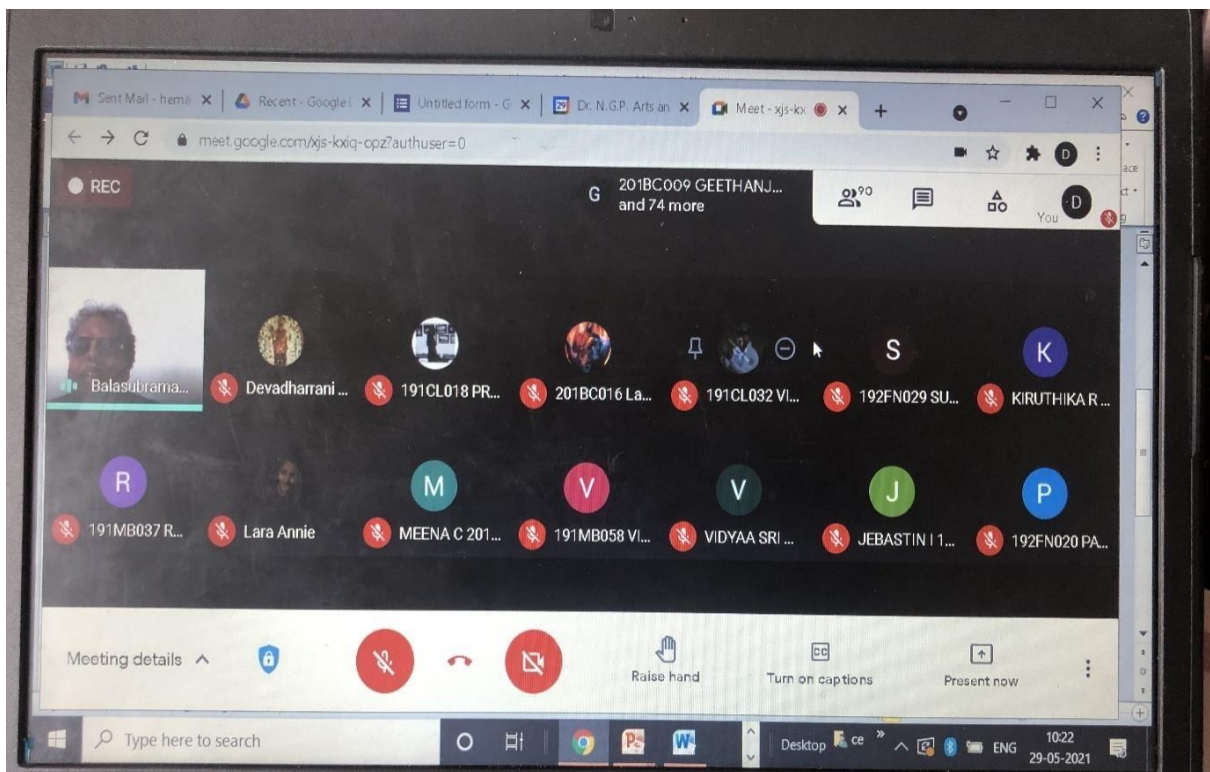 Sent Mail - hema
Recent - Google
Untitled form - G
Dr. N.G.P. Arts an
Meet - xjs-kx
meet.google.com/xjs-kxiq-opz?authuser=0
D
REC
G 201BC009 GEETHANJ...
and 74 more
90
You D
Balasubrama...
Devadharrani ...
191CL018 PR...
201BC016 La...
191CL032 VI...
S
192FN029 SU...
K
KIRUTHIKA R ...
R
191MB037 R...
Lara Annie
M
MEENA C 201...
V
191MB058 VI...
V
VIDYAA SRI ...
J
JEBASTIN I 1...
P
192FN020 PA...
Meeting details
Raise hand
CC
Turn on captions
Present now
Type here to search
Desktop
ce
ENG
10:22
29-05-2021